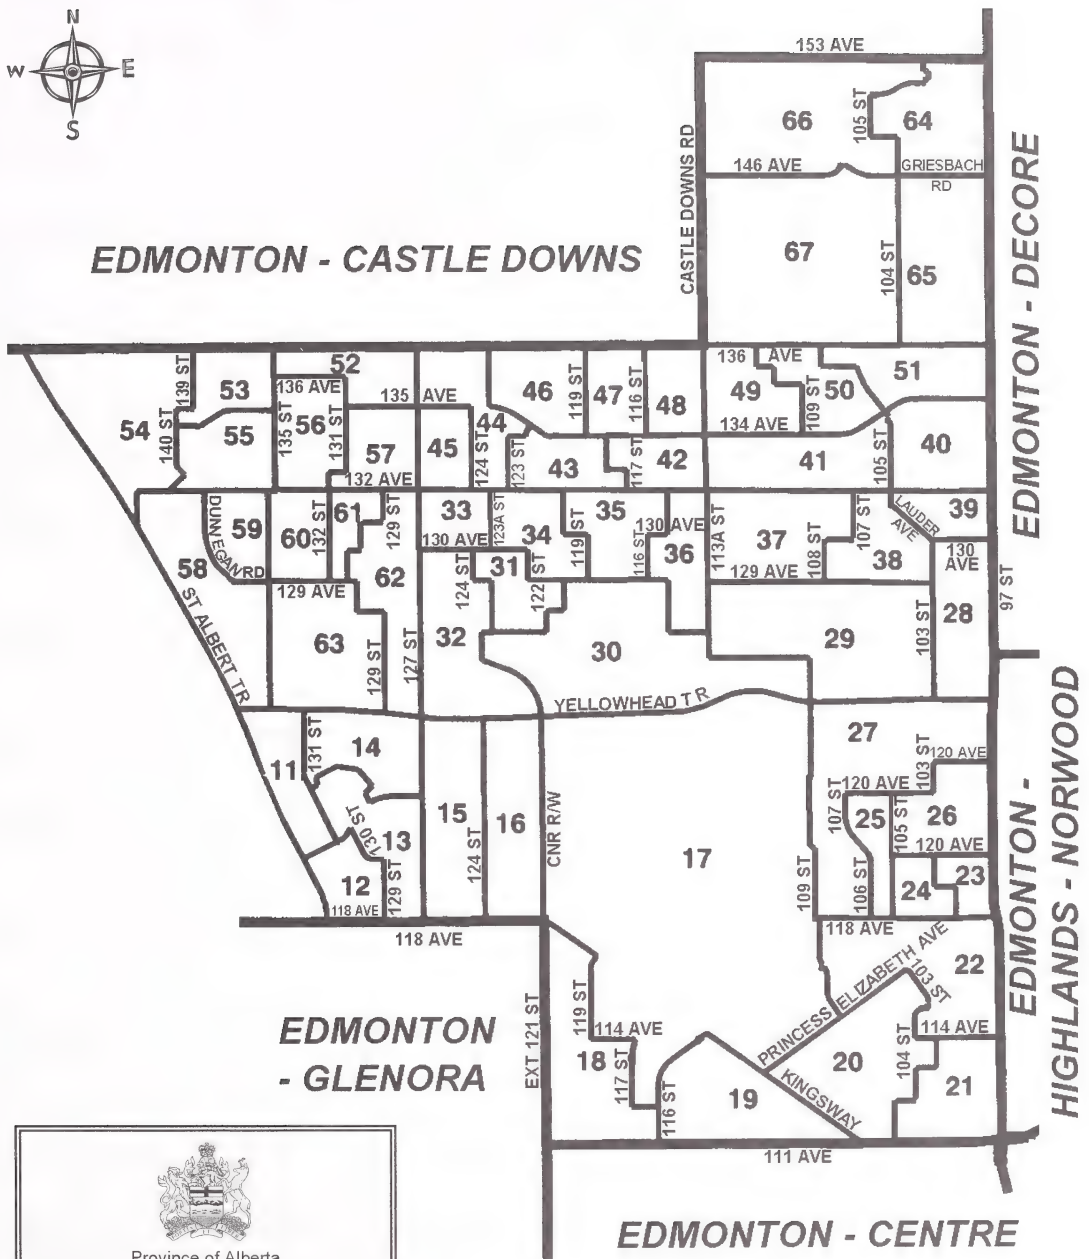 N
W E
S
153 AVE
66
105 ST
64
CASTLE DOWNS RD
146 AVE
GRIESBACH
RD
EDMONTON - DECORE
EDMONTON - CASTLE DOWNS
67
104 ST
65
139 ST
53
52
136 AVE
135 AVE
46
119 ST
47
116 ST
48
136 AVE
49
109 ST
50
51
54
140 ST
55
135 ST
56
131 ST
57
132 AVE
45
124 ST
44
123 ST
43
117 ST
42
134 AVE
41
105 ST
40
DUNVEGAN RD
59
60
132 ST
61
129 ST
33
123A ST
34
119 ST
35
130 AVE
116 ST
36
113A ST
37
107 ST
108 ST
38
LAUDER
AVE
39
130
AVE
130 AVE
58
129 AVE
62
124 ST
31
122 ST
129 AVE
28
97 ST
ST ALBERT TR
63
129 ST
127 ST
32
30
29
103 ST
YELLOWHEAD TR
11
131 ST
14
27
103 ST
120 AVE
130 ST
13
15
124 ST
16
CNR R/W
17
109 ST
107 ST
120 AVE
25
105 ST
26
120 AVE
106 ST
24
23
12
118 AVE
129 ST
118 AVE
118 AVE
EDMONTON -
HIGHLANDS - NORWOOD
22
PRINCESS ELIZABETH AVE
103 ST
EDMONTON
- GLENORA
EXT 121 ST
119 ST
114 AVE
18
117 ST
116 ST
19
KINGSWAY
20
104 ST
114 AVE
21
111 AVE
EDMONTON - CENTRE
Province of Alberta